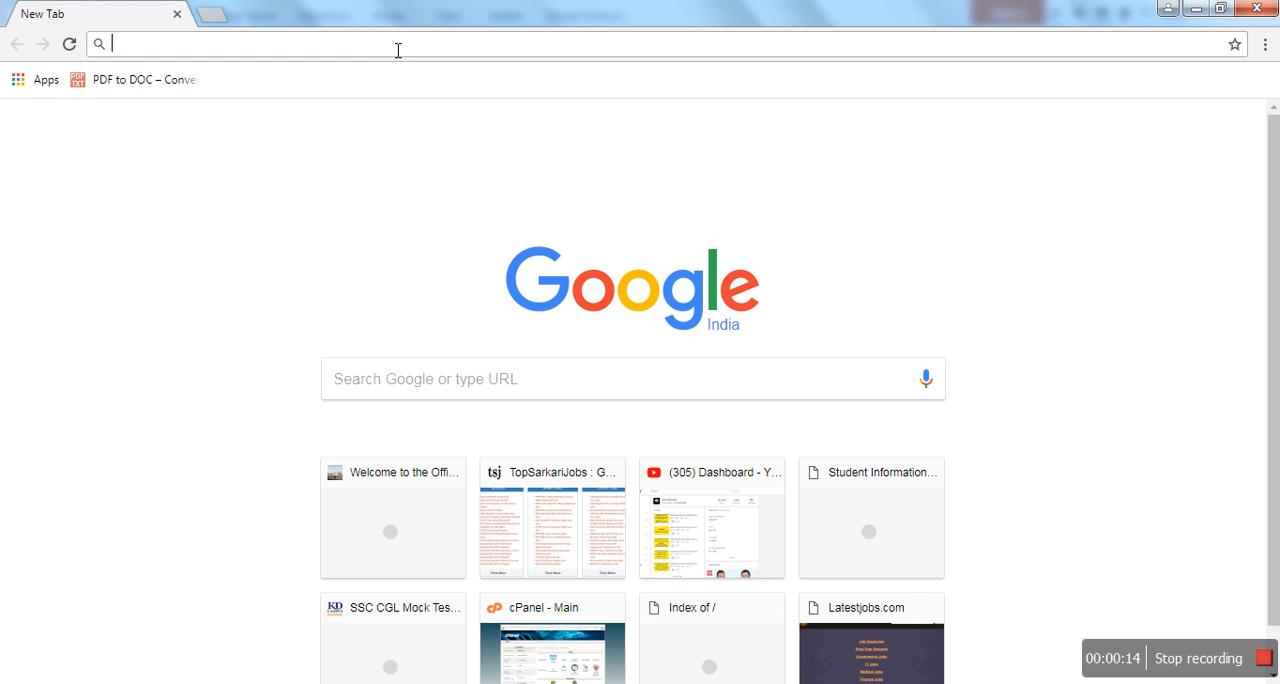 New Tab
Apps PDF to DOC – Conve
Google
India
Search Google or type URL
Welcome to the Offi...
tsj TopSarkariJobs : G...
(305) Dashboard - Y...
Student Information...
KD SSC CGL Mock Tes...
cP cPanel - Main
Index of /
Latestjobs.com
00:00:14 Stop recording